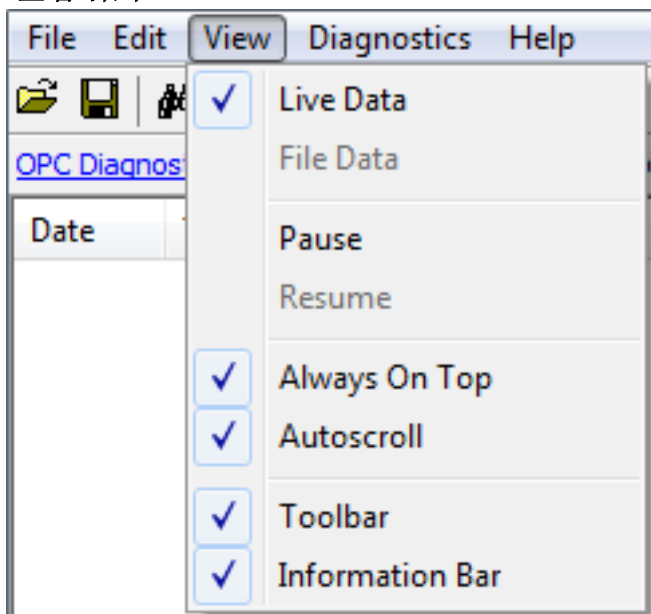 File Edit View Diagnostics Help
Live Data
OPC Diagnos
File Data
Date
Pause
Resume
Always On Top
Autoscroll
Toolbar
Information Bar